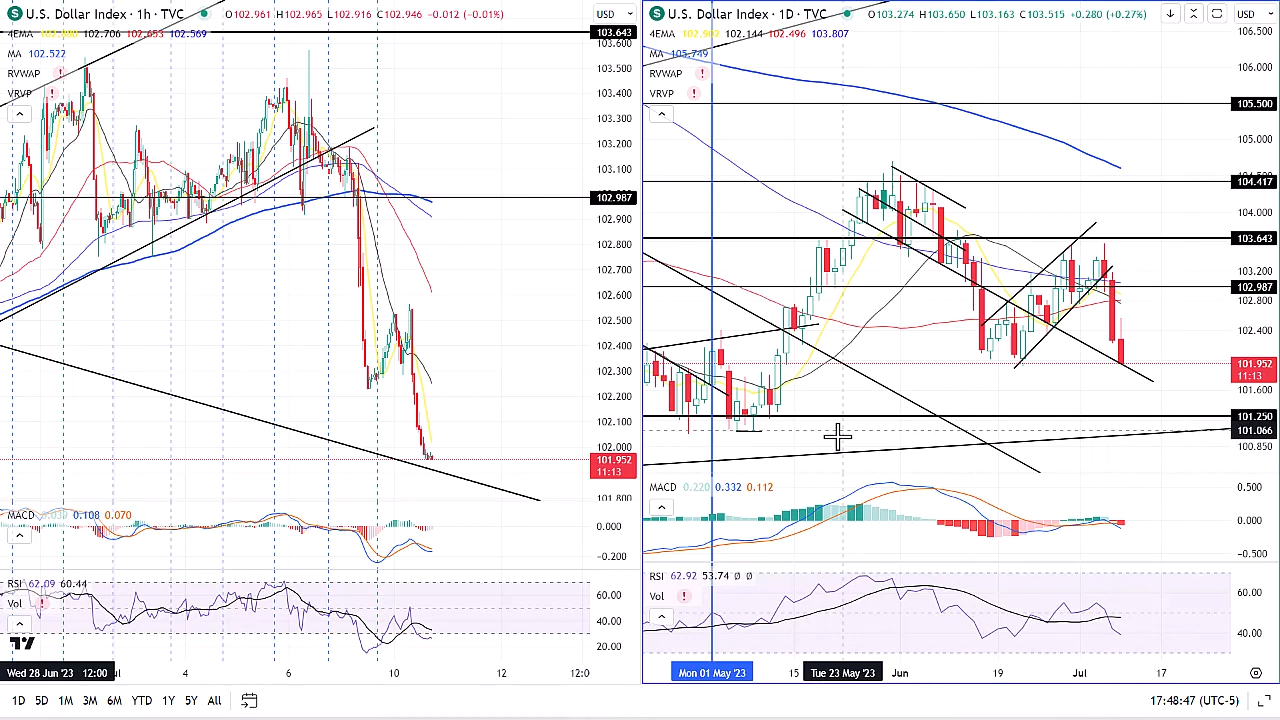 U.S. Dollar Index · 1h · TVC O102.961 H102.965 L102.916 C102.946 −0.012 (−0.01%) USD
4EMA 102.706 102.653 102.569
MA 102.522
RVWAP !
VRVP !
103.643
103.600
103.500
103.400
103.300
103.200
103.100
102.987
102.900
102.800
102.700
102.600
102.500
102.400
102.300
102.200
102.100
102.000
101.952
11:13
101.800
MACD 0.108 0.070
0.000
-0.200
RSI 62.09 60.44
Vol !
60.00
40.00
20.00
Wed 28 Jun '23 12:00 4 6 10 12 12:0
U.S. Dollar Index · 1D · TVC O103.274 H103.650 L103.163 C103.515 +0.280 (+0.27%) USD
4EMA 102.144 102.496 103.807
MA 105.749
RVWAP !
VRVP !
106.500
106.000
105.500
105.000
104.417
104.000
103.643
103.200
102.987
102.800
102.400
101.952
11:13
101.600
101.250
101.066
100.850
MACD 0.220 0.332 0.112
0.500
0.000
-0.500
RSI 62.92 53.74 Ø Ø
Vol !
60.00
40.00
Mon 01 May '23 15 Tue 23 May '23 Jun 19 Jul 17
1D 5D 1M 3M 6M YTD 1Y 5Y All 17:48:47 (UTC-5)